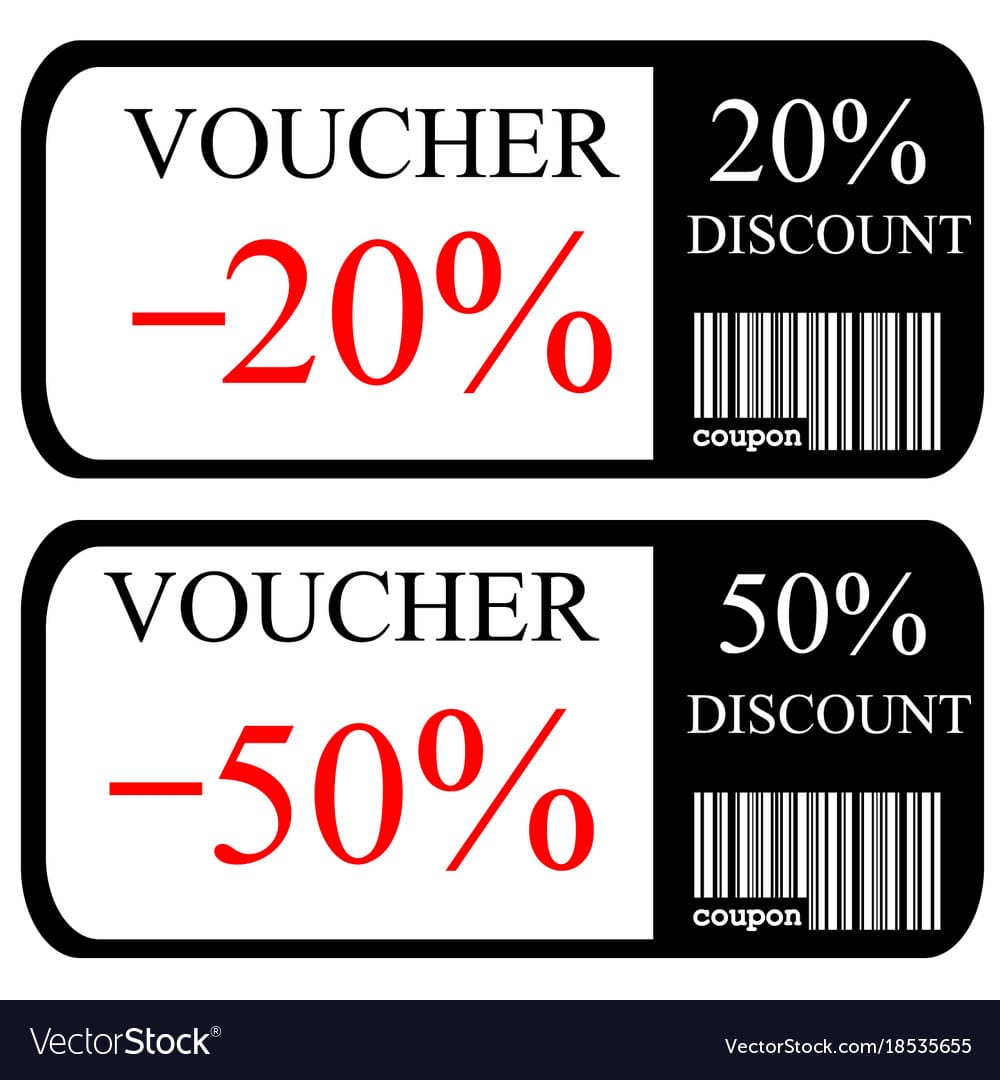 VOUCHER
–20%
20%
DISCOUNT
coupon
VOUCHER
–50%
50%
DISCOUNT
coupon
VectorStock®
VectorStock.com/18535655